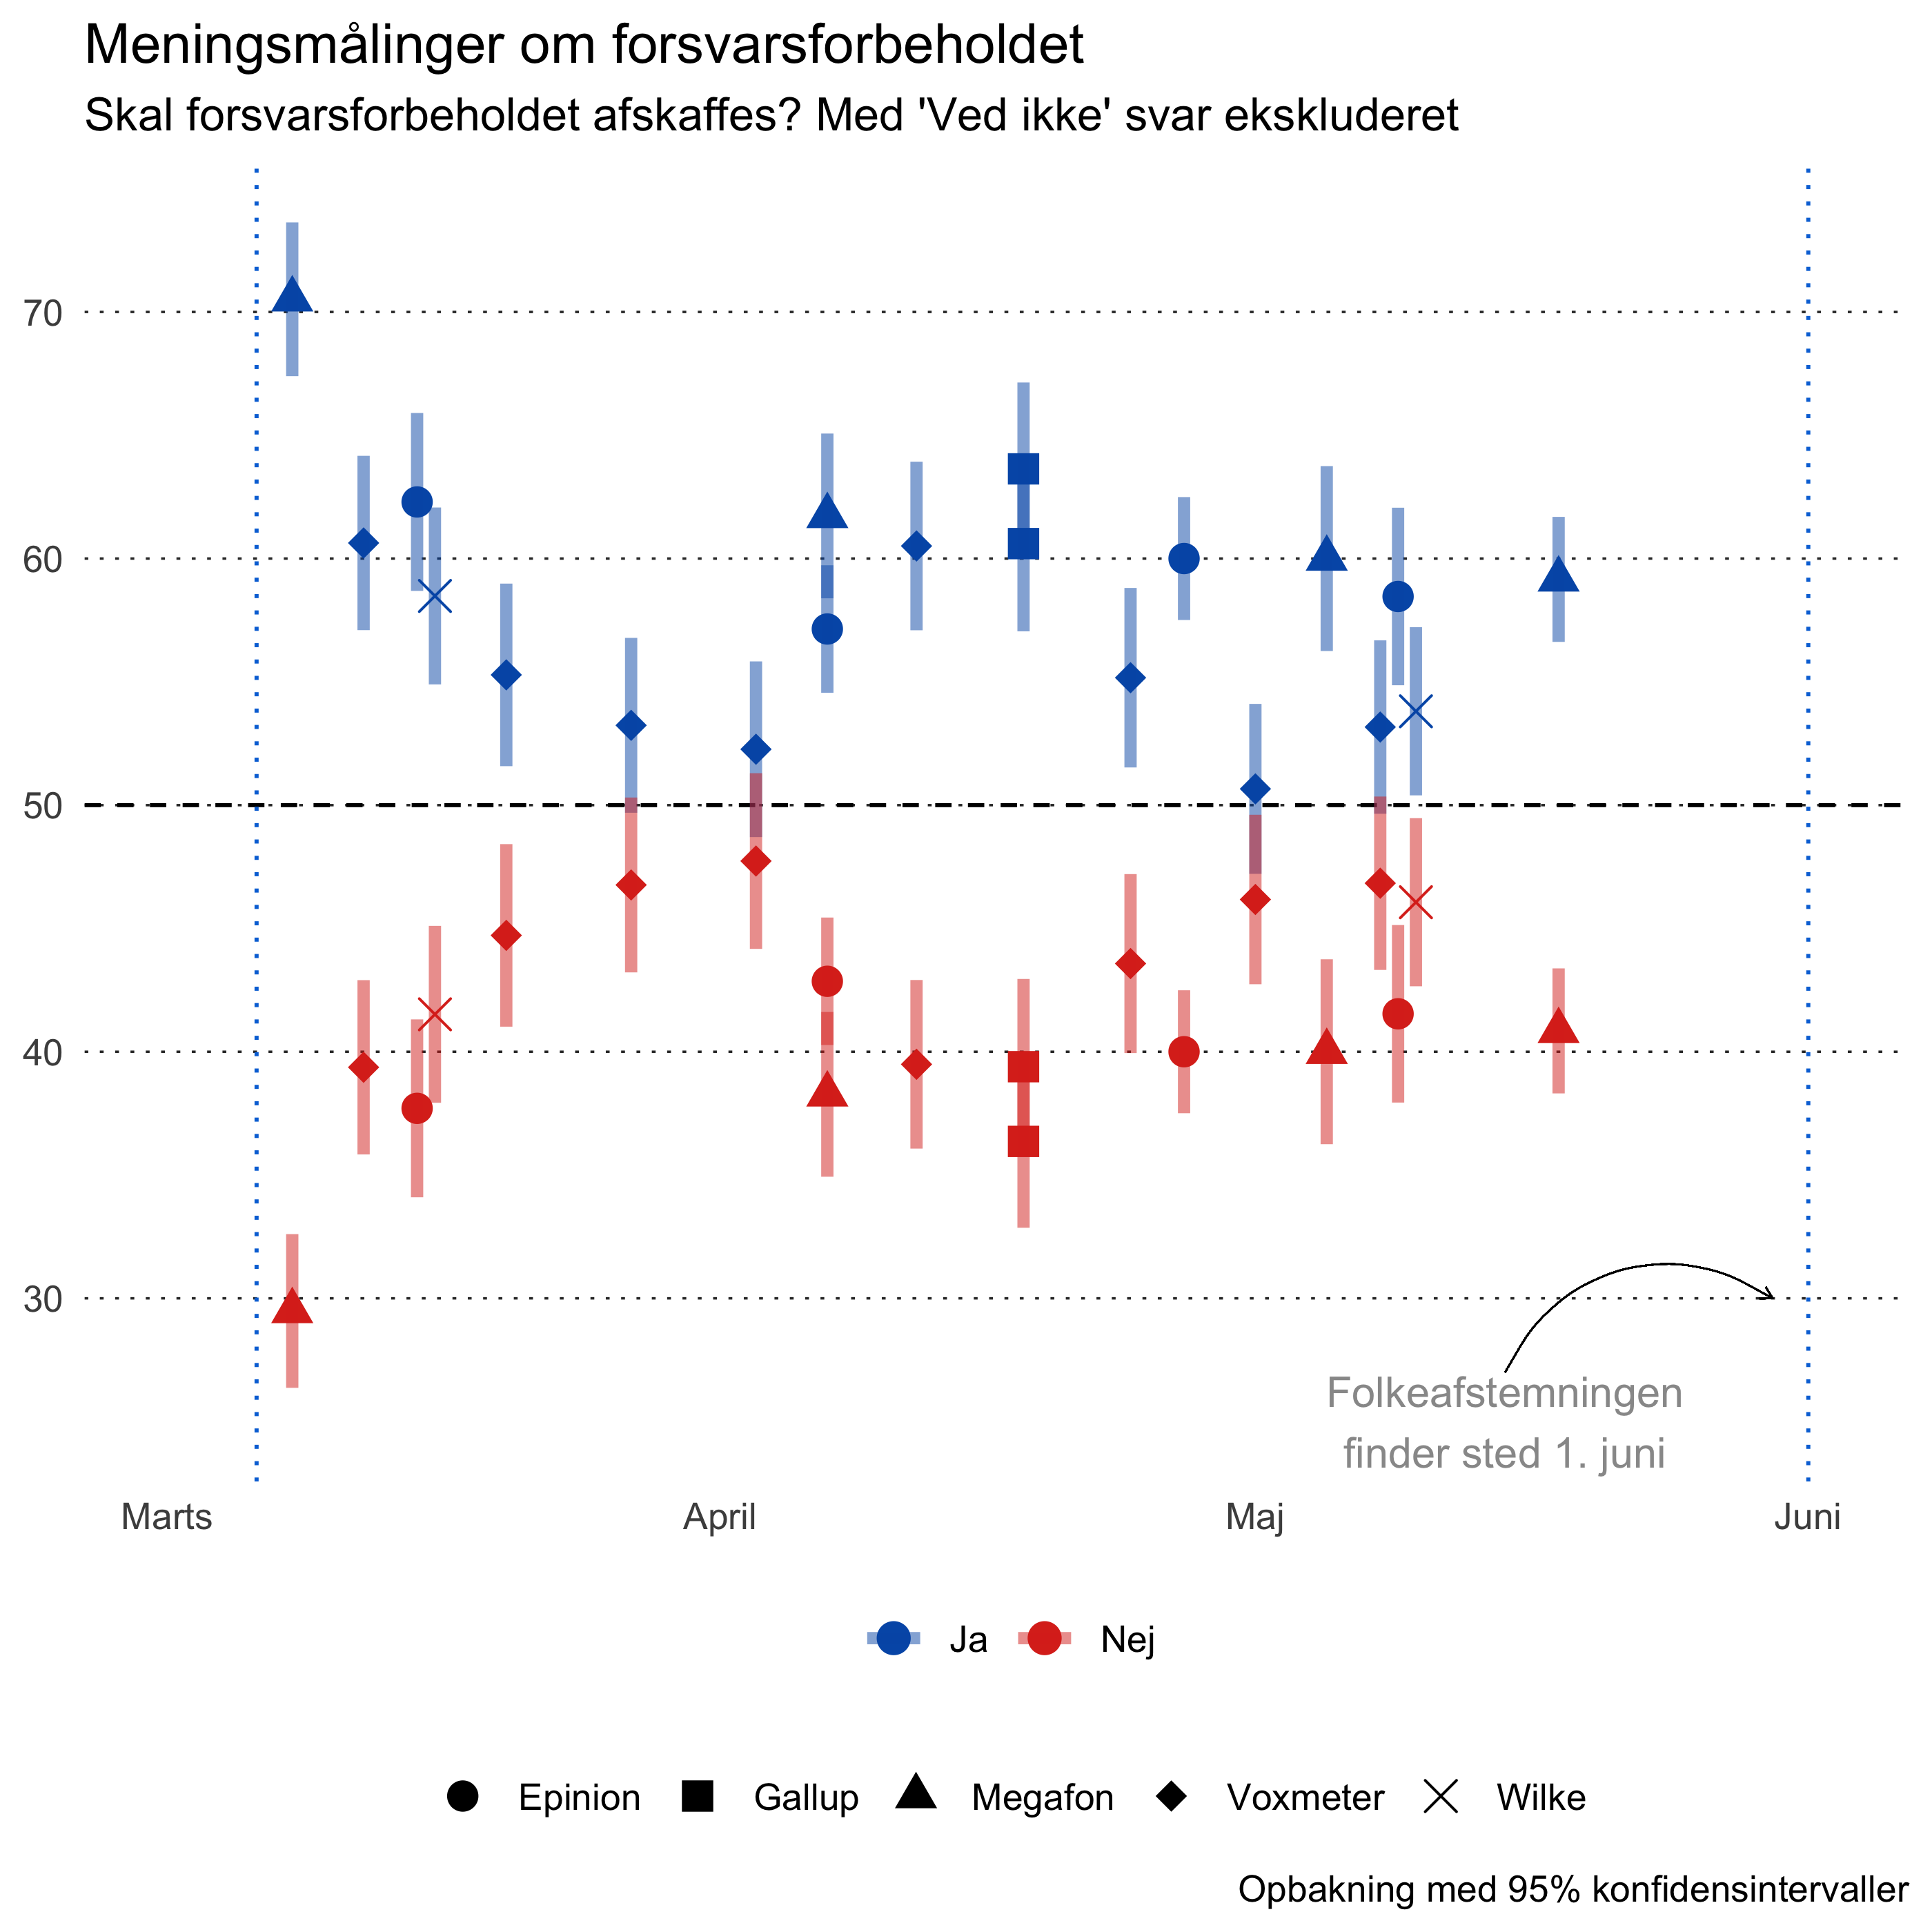 Meningsmålinger om forsvarsforbeholdet
Skal forsvarsforbeholdet afskaffes? Med 'Ved ikke' svar ekskluderet
70
60
50
40
30
Folkeafstemningen
finder sted 1. juni
Marts April Maj Juni
Ja Nej
Epinion Gallup Megafon Voxmeter Wilke
Opbakning med 95% konfidensintervaller